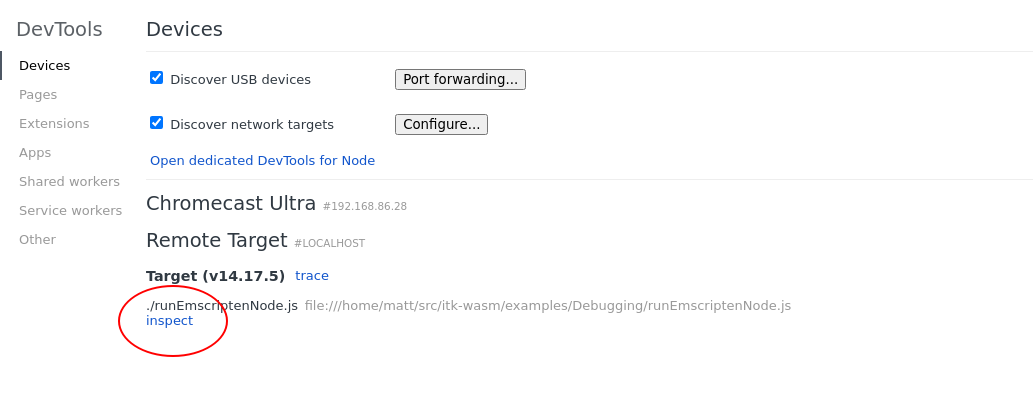 DevTools
Devices
Pages
Extensions
Apps
Shared workers
Service workers
Other
Devices
Discover USB devices Port forwarding...
Discover network targets Configure...
Open dedicated DevTools for Node
Chromecast Ultra #192.168.86.28
Remote Target #LOCALHOST
Target (v14.17.5) trace
./runEmscriptenNode.js file:///home/matt/src/itk-wasm/examples/Debugging/runEmscriptenNode.js
inspect